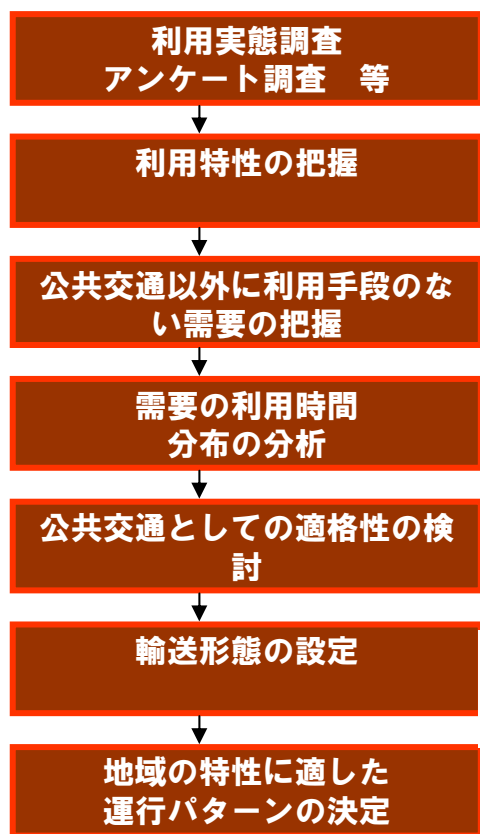 利用実態調査
アンケート調査　等
利用特性の把握
公共交通以外に利用手段のな
い需要の把握
需要の利用時間
分布の分析
公共交通としての適格性の検
討
輸送形態の設定
地域の特性に適した
運行パターンの決定